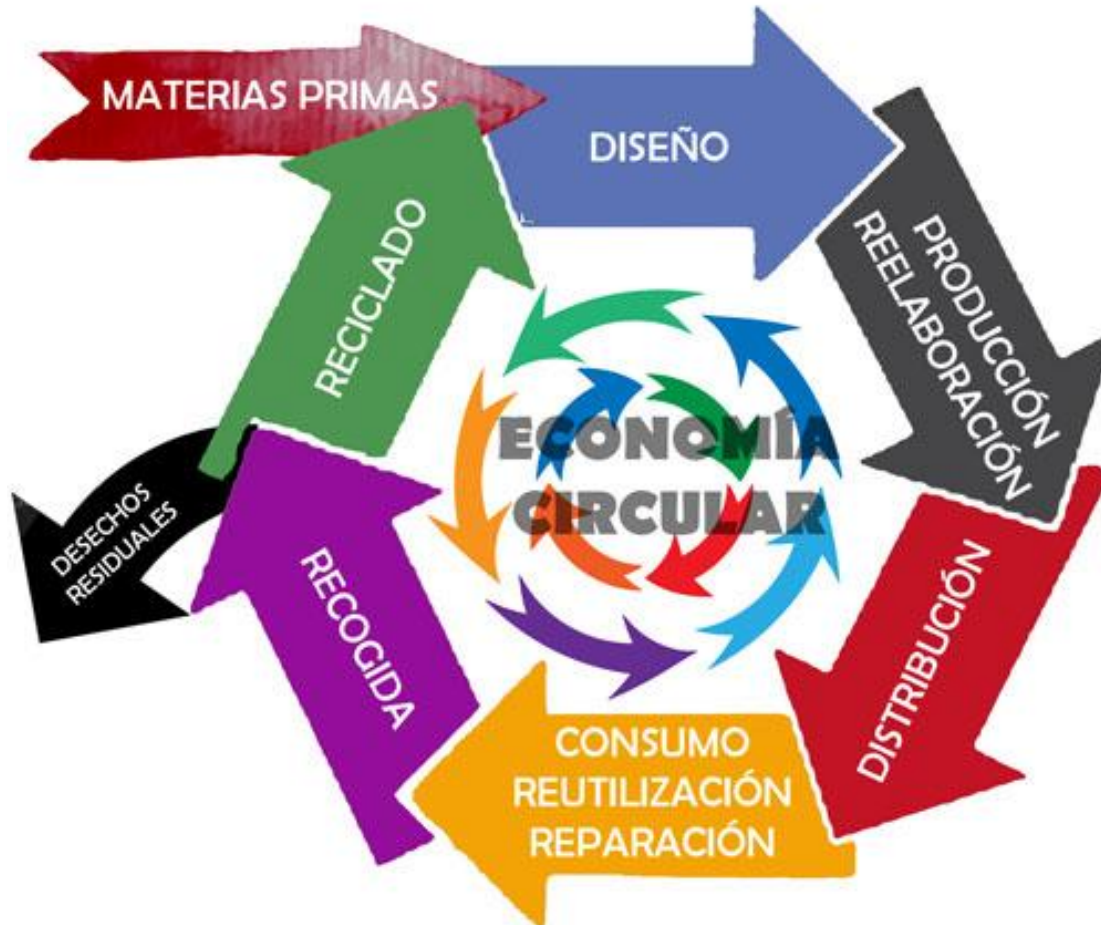 MATERIAS PRIMAS
DISEÑO
PRODUCCIÓN
REELABORACIÓN
DISTRIBUCIÓN
CONSUMO
REUTILIZACIÓN
REPARACIÓN
RECOGIDA
DESECHOS
RESIDUALES
RECICLADO
ECONOMÍA
CIRCULAR